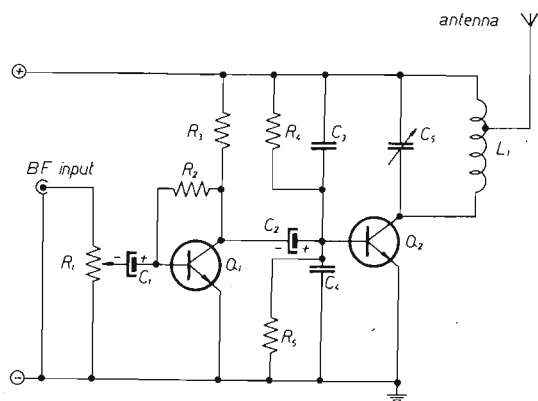 antenna
+
R3
R4
C3
C5
L1
BF input
R2
R1
- +
C1
Q1
C2
- +
Q2
C4
R5
-